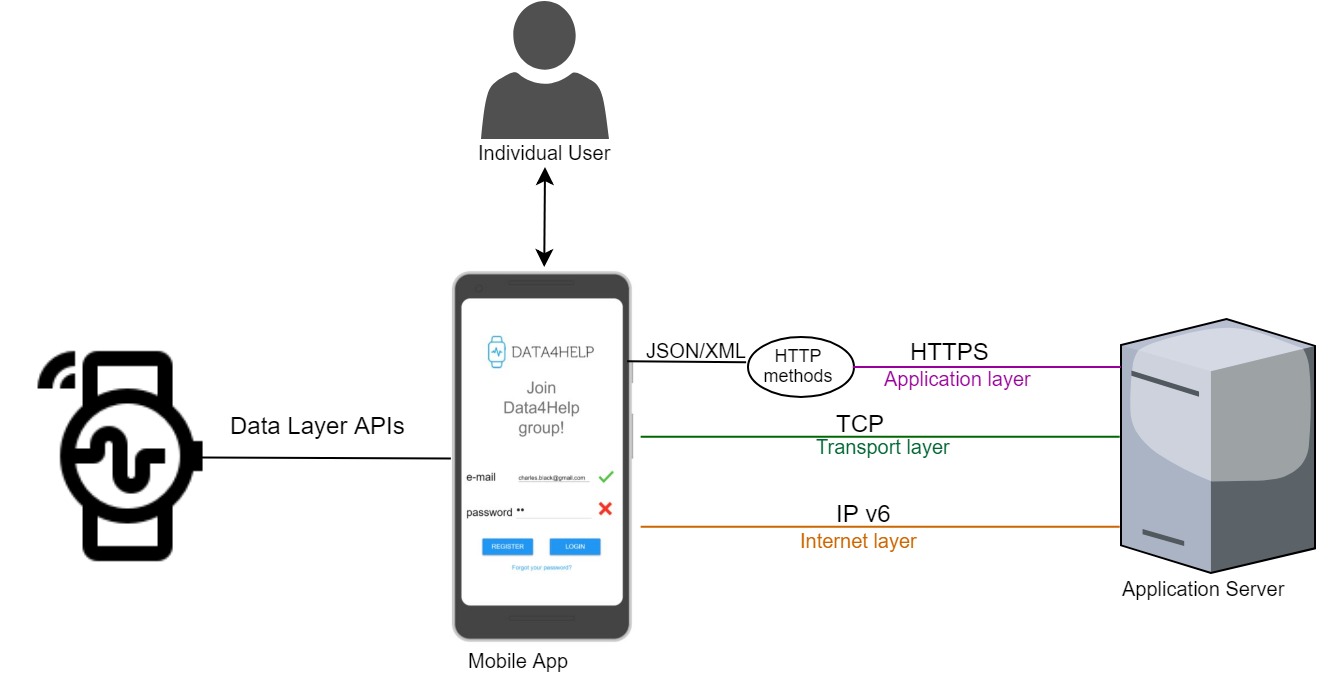 Individual User
JSON/XML
HTTP
methods
HTTPS
Application layer
DATA4HELP
Join
Data4Help
group!
Data Layer APIs
TCP
Transport layer
e-mail charles.track@gmail.com
password ••
IP v6
Internet layer
REGISTER LOGIN
Forgot your password?
Application Server
Mobile App